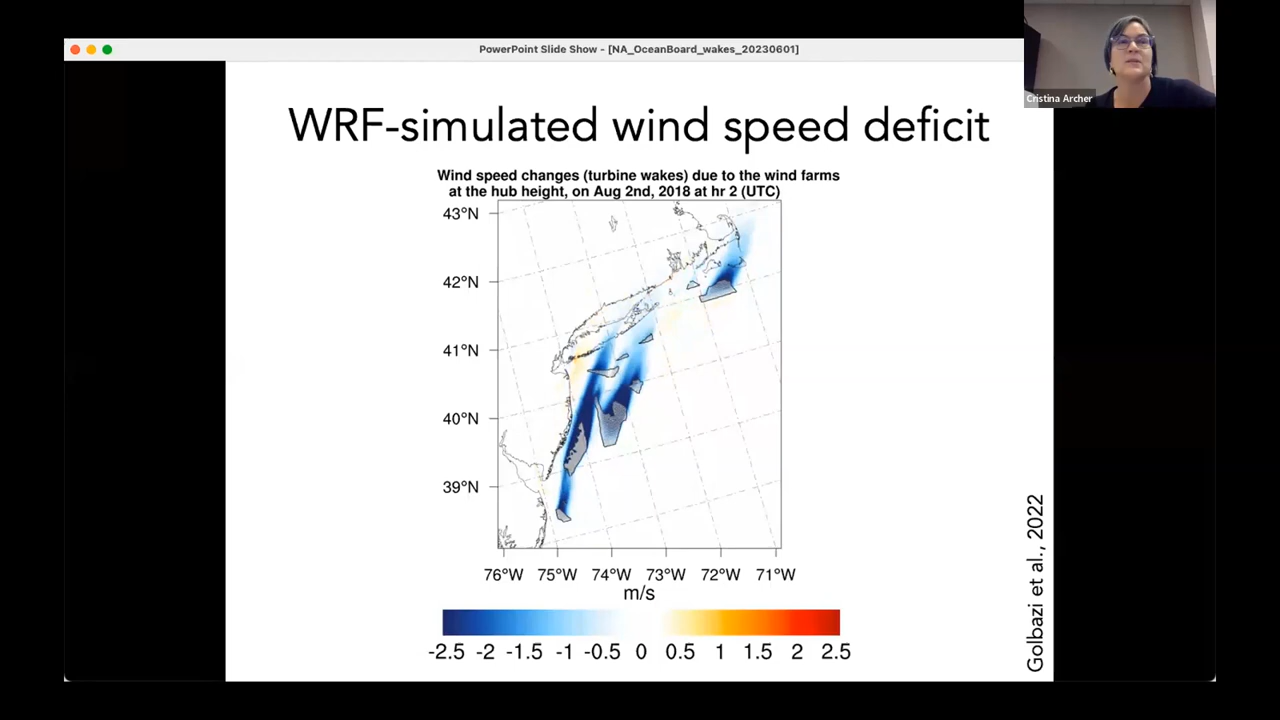 PowerPoint Slide Show - [NA_OceanBoard_wakes_20230601]
Cristina Archer
WRF-simulated wind speed deficit
Wind speed changes (turbine wakes) due to the wind farms
at the hub height, on Aug 2nd, 2018 at hr 2 (UTC)
43°N
42°N
41°N
40°N
39°N
76°W 75°W 74°W 73°W 72°W 71°W
m/s
-2.5 -2 -1.5 -1 -0.5 0 0.5 1 1.5 2 2.5
Golbazi et al., 2022